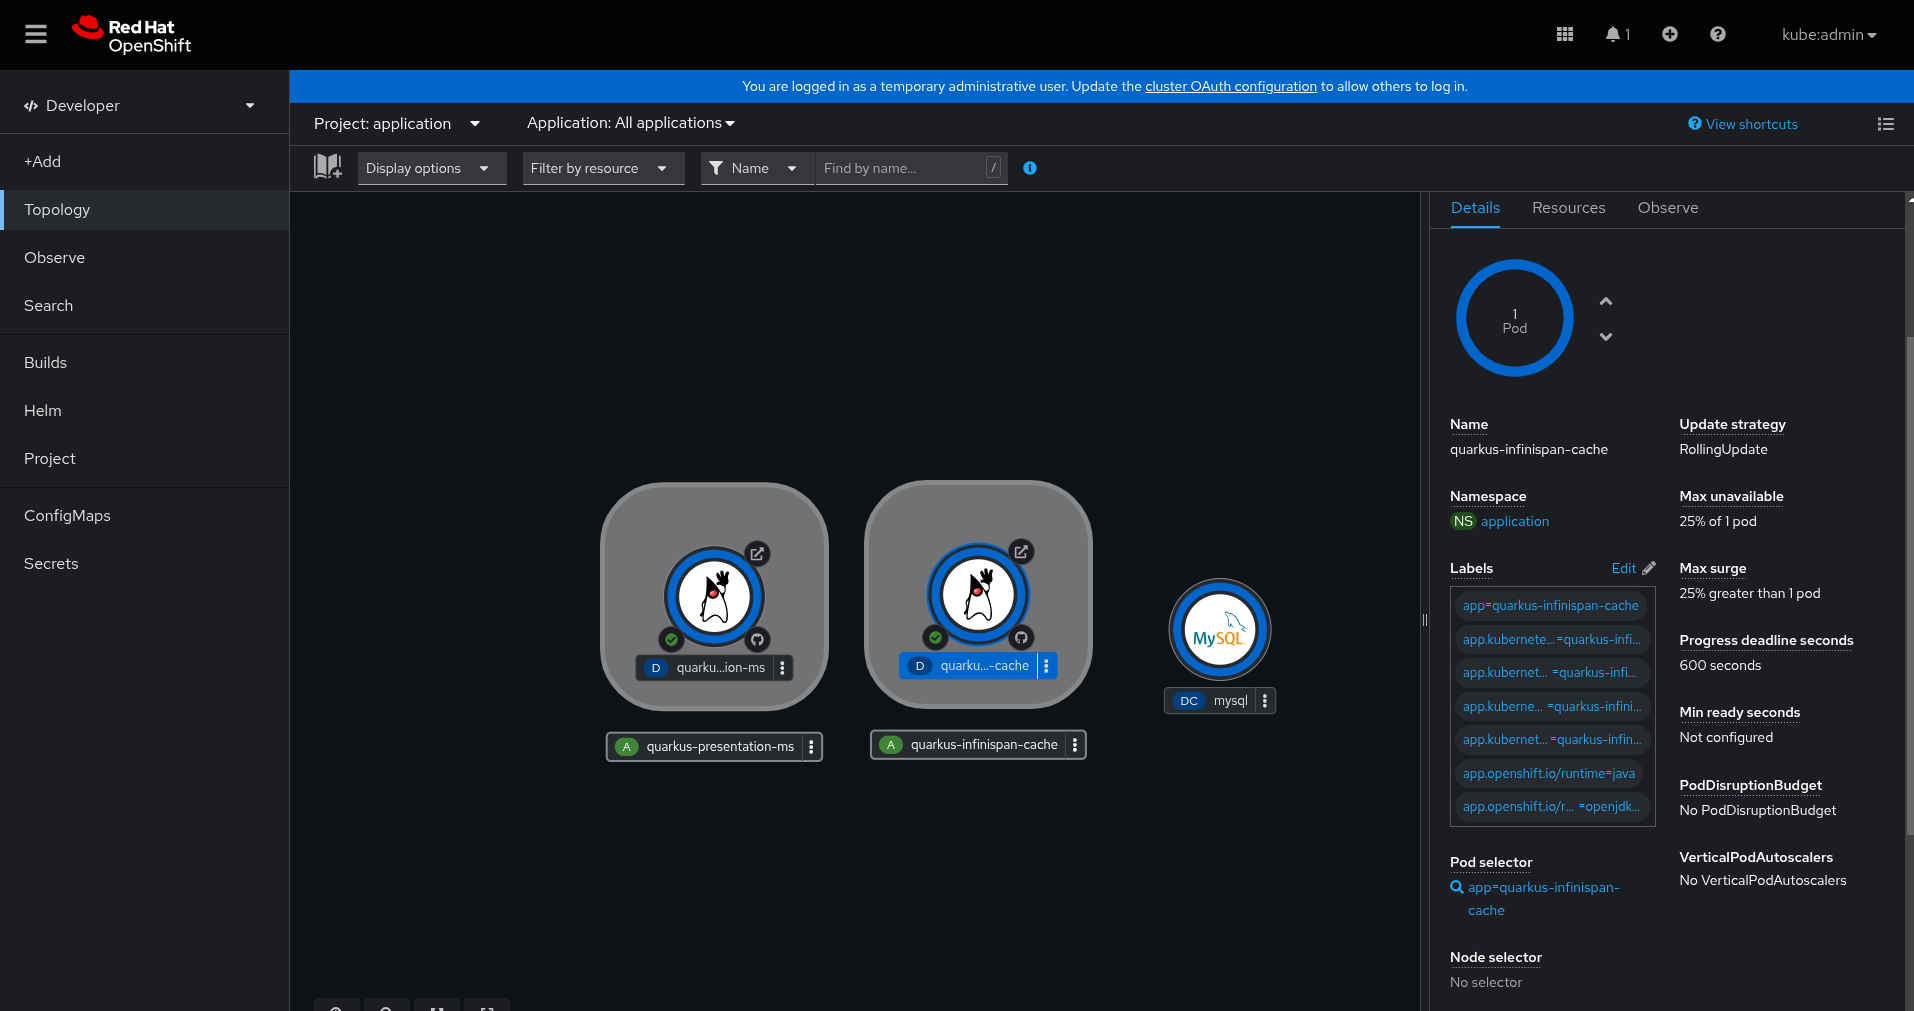 Red Hat
OpenShift
1
kube:admin
You are logged in as a temporary administrative user. Update the cluster OAuth configuration to allow others to log in.
Developer
+Add
Topology
Observe
Search
Builds
Helm
Project
ConfigMaps
Secrets
Project: application
Application: All applications
View shortcuts
Display options
Filter by resource
Name
Find by name...
/
D quarku...ion-ms
A quarkus-presentation-ms
D quarku...-cache
A quarkus-infinispan-cache
MySQL
DC mysql
Details
Resources
Observe
1
Pod
Name
quarkus-infinispan-cache
Namespace
NS application
Labels
Edit
app=quarkus-infinispan-cache
app.kubernete... =quarkus-infi...
app.kubernet... =quarkus-infi...
app.kuberne... =quarkus-infini...
app.kubernet... =quarkus-infin...
app.openshift.io/runtime=java
app.openshift.io/r... =openjdk...
Pod selector
app=quarkus-infinispan-
cache
Node selector
No selector
Update strategy
RollingUpdate
Max unavailable
25% of 1 pod
Max surge
25% greater than 1 pod
Progress deadline seconds
600 seconds
Min ready seconds
Not configured
PodDisruptionBudget
No PodDisruptionBudget
VerticalPodAutoscalers
No VerticalPodAutoscalers